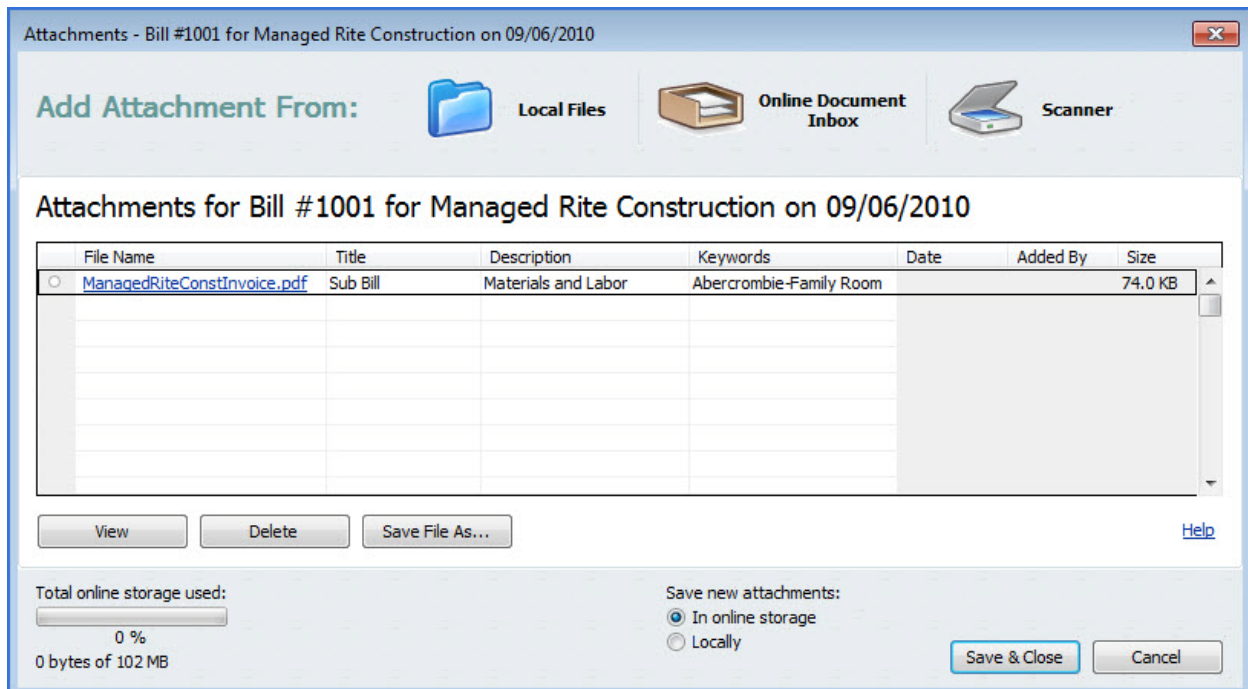 Attachments - Bill #1001 for Managed Rite Construction on 09/06/2010
Add Attachment From:
Local Files
Online Document
Inbox
Scanner
Attachments for Bill #1001 for Managed Rite Construction on 09/06/2010
File Name Title Description Keywords Date Added By Size
ManagedRiteConstInvoice.pdf Sub Bill Materials and Labor Abercrombie-Family Room 74.0 KB
View Delete Save File As... Help
Total online storage used:
0 %
0 bytes of 102 MB
Save new attachments:
In online storage
Locally
Save & Close Cancel